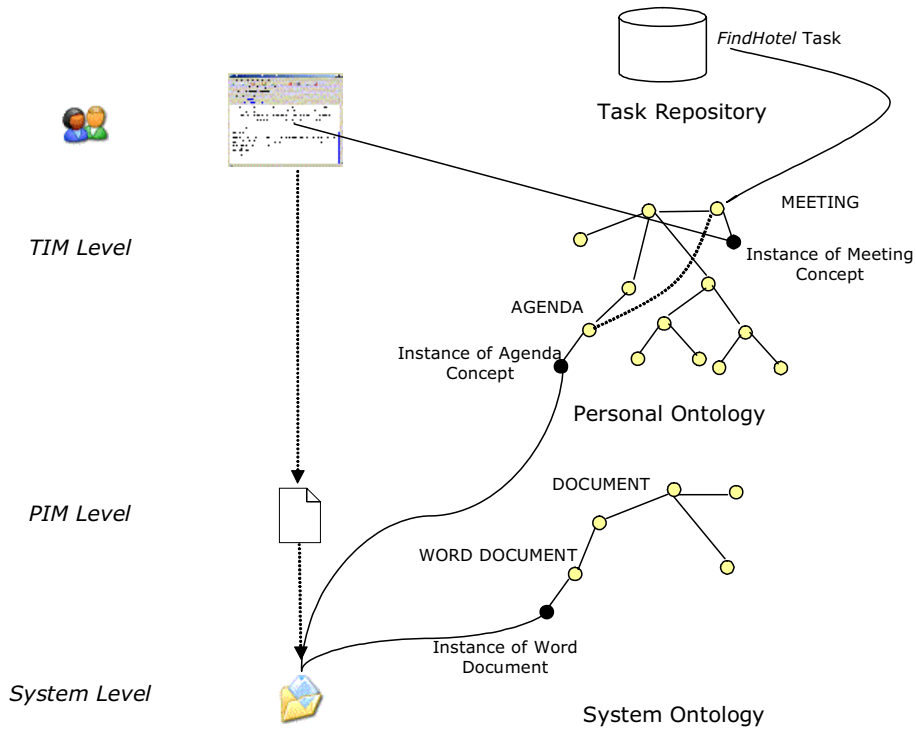 FindHotel Task
Task Repository
MEETING
TIM Level
Instance of Meeting
Concept
AGENDA
Instance of Agenda
Concept
Personal Ontology
DOCUMENT
PIM Level
WORD DOCUMENT
Instance of Word
Document
System Level
System Ontology